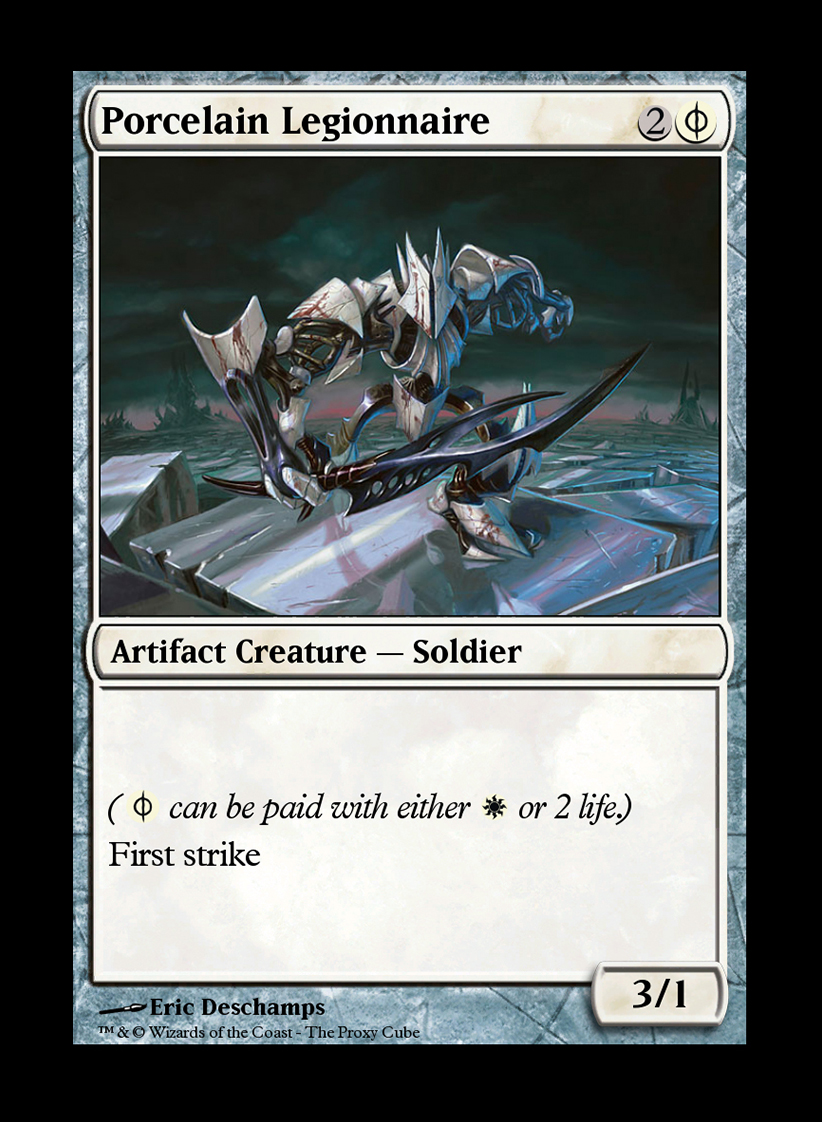 Porcelain Legionnaire 2
Artifact Creature — Soldier
( can be paid with either or 2 life.)
First strike
3/1
Eric Deschamps
™ & © Wizards of the Coast - The Proxy Cube